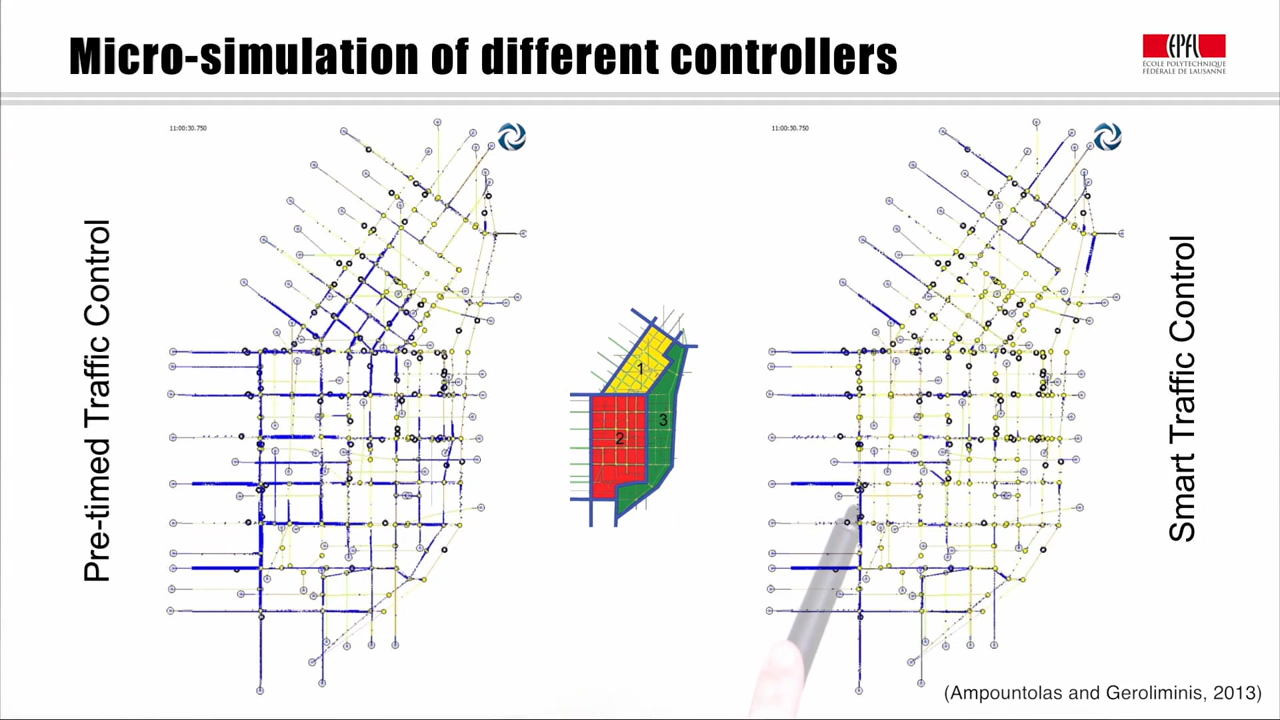 Micro-simulation of different controllers
EPFL
ÉCOLE POLYTECHNIQUE
FÉDÉRALE DE LAUSANNE
11:00:30.750
11:00:30.750
Pre-timed Traffic Control
1
2
3
Smart Traffic Control
(Ampountolas and Geroliminis, 2013)